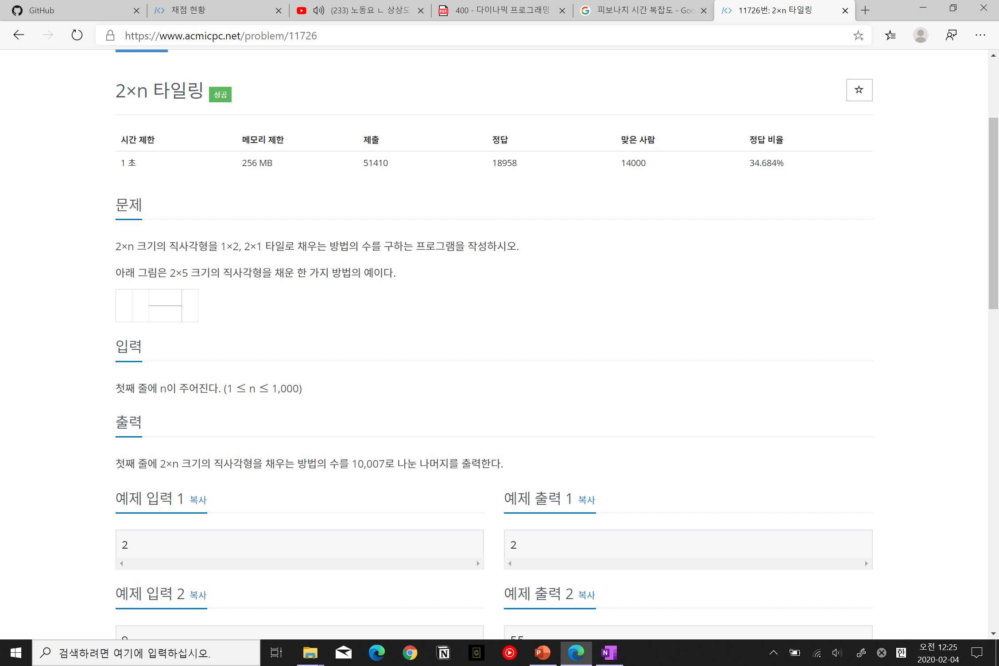 GitHub
채점 현황
(233) 노동요 ㄴ 상상도
400 - 다이나믹 프로그래밍
피보나치 시간 복잡도 - Goo
11726번: 2×n 타일링
https://www.acmicpc.net/problem/11726
2×n 타일링 성공
시간 제한 메모리 제한 제출 정답 맞은 사람 정답 비율
1 초 256 MB 51410 18958 14000 34.684%
문제
2×n 크기의 직사각형을 1×2, 2×1 타일로 채우는 방법의 수를 구하는 프로그램을 작성하시오.
아래 그림은 2×5 크기의 직사각형을 채운 한 가지 방법의 예이다.
입력
첫째 줄에 n이 주어진다. (1 ≤ n ≤ 1,000)
출력
첫째 줄에 2×n 크기의 직사각형을 채우는 방법의 수를 10,007로 나눈 나머지를 출력한다.
예제 입력 1 복사
예제 출력 1 복사
2
2
예제 입력 2 복사
예제 출력 2 복사
검색하려면 여기에 입력하십시오.
한
오전 12:25
2020-02-04